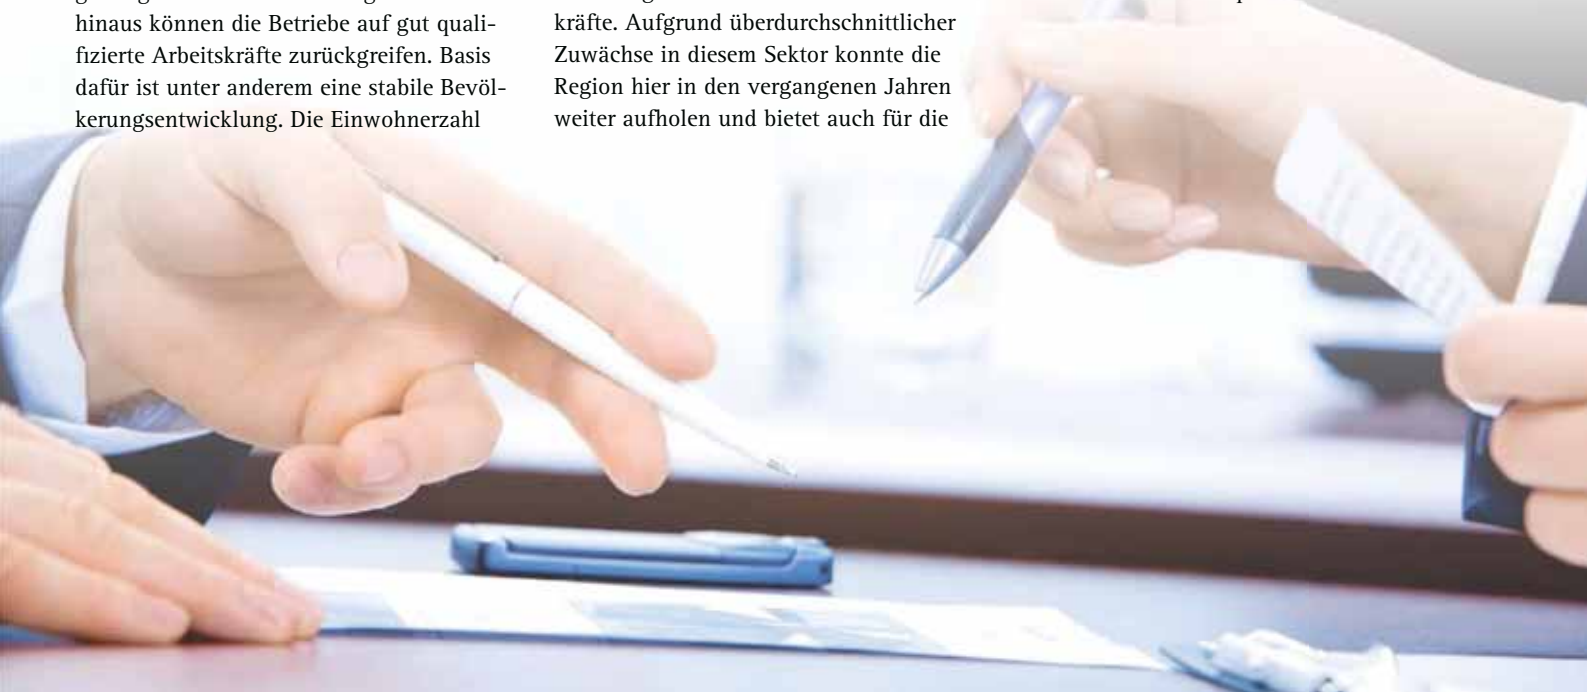 hinaus können die Betriebe auf gut quali-
fizierte Arbeitskräfte zurückgreifen. Basis
dafür ist unter anderem eine stabile Bevöl-
kerungsentwicklung. Die Einwohnerzahl
kräfte. Aufgrund überdurchschnittlicher
Zuwächse in diesem Sektor konnte die
Region hier in den vergangenen Jahren
weiter aufholen und bietet auch für die